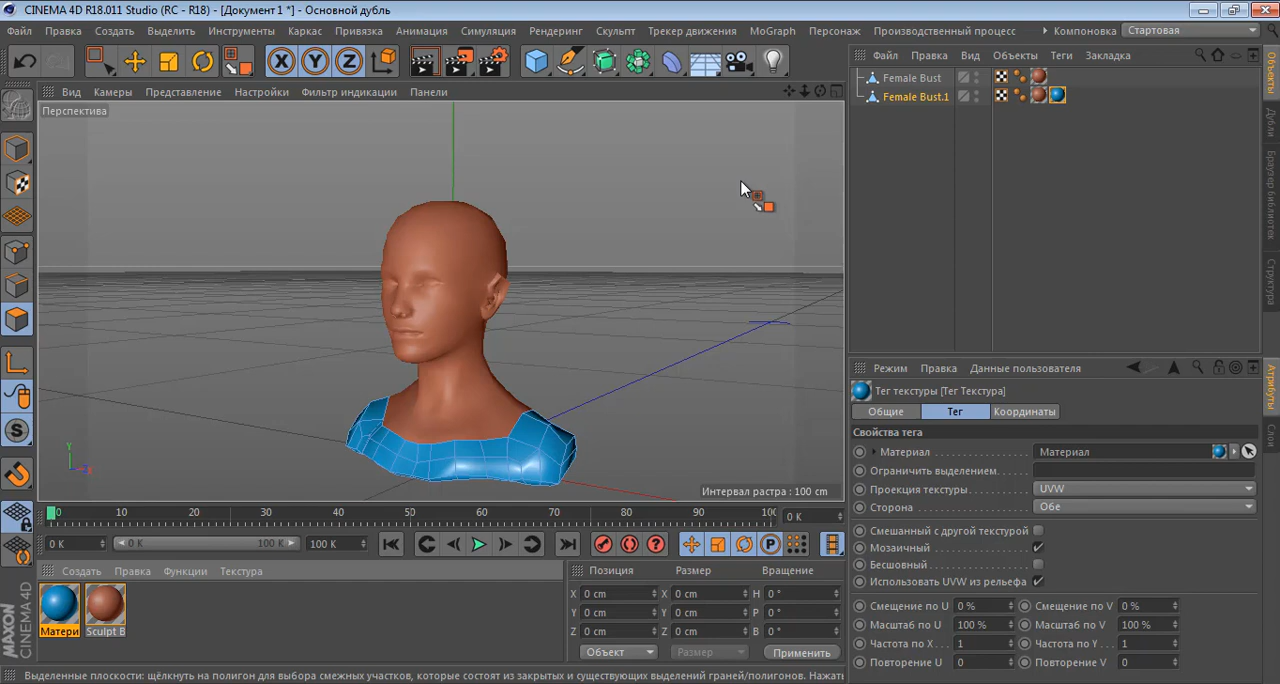 CINEMA 4D R18.011 Studio (RC - R18) - [Документ 1 *] - Основной дубль
Файл Правка Создать Выделить Инструменты Каркас Привязка Анимация Симуляция Рендеринг Скульпт Трекер движения MoGraph Персонаж Производственный процесс Компоновка Стартовая
X Y Z
Файл Правка Вид Объекты Теги Закладка
Female Bust
Female Bust.1
Объекты
Дубли
Браузер библиотек
Структура
Вид Камеры Представление Настройки Фильтр индикации Панели
Перспектива
Y
Z
Интервал растра : 100 cm
Режим Правка Данные пользователя
Тег текстуры [Тег Текстура]
Общие Тег Координаты
Свойства тега
Материал Материал
Ограничить выделением
Проекция текстуры UVW
Сторона Обе
Смешанный с другой текстурой
Мозаичный
Бесшовный
Использовать UVW из рельефа
Смещение по U 0 % Смещение по V 0 %
Масштаб по U 100 % Масштаб по V 100 %
Частота по X 1 Частота по Y 1
Повторение U 0 Повторение V 0
Атрибуты
Слои
0 10 20 30 40 50 60 70 80 90 100 0 K
0 K 0 K 100 K 100 K
P
Создать Правка Функции Текстура
Матери Sculpt B
Позиция Размер Вращение
X 0 cm X 0 cm H 0 °
Y 0 cm Y 0 cm P 0 °
Z 0 cm Z 0 cm B 0 °
Объект Размер Применить
MAXON CINEMA 4D
Выделенные плоскости: щёлкнуть на полигон для выбора смежных участков, которые состоят из закрытых и существующих выделений граней/полигонов. Нажать